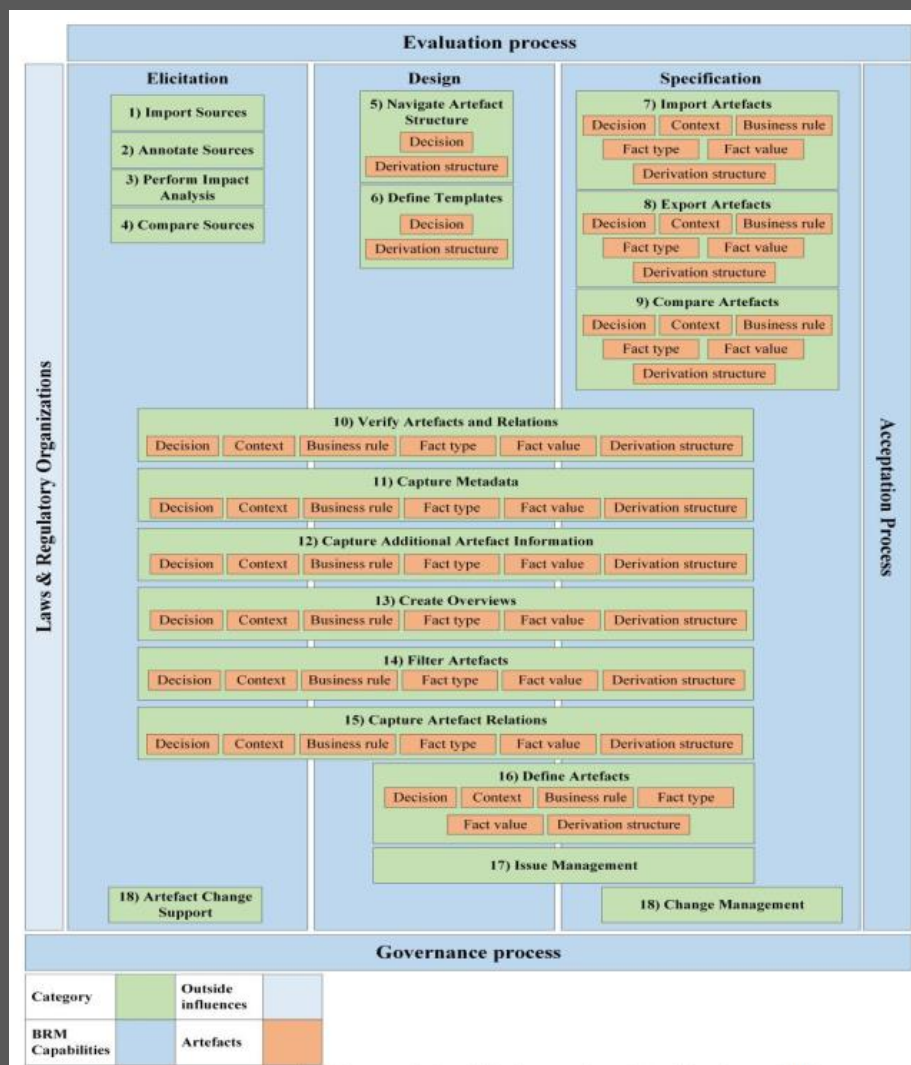 Evaluation process
Laws & Regulatory Organizations
Elicitation
1) Import Sources
2) Annotate Sources
3) Perform Impact
Analysis
4) Compare Sources
Design
5) Navigate Artefact
Structure
Decision
Derivation structure
6) Define Templates
Decision
Derivation structure
Specification
7) Import Artefacts
Decision Context Business rule
Fact type Fact value
Derivation structure
8) Export Artefacts
Decision Context Business rule
Fact type Fact value
Derivation structure
9) Compare Artefacts
Decision Context Business rule
Fact type Fact value
Derivation structure
Acceptation Process
10) Verify Artefacts and Relations
Decision Context Business rule Fact type Fact value Derivation structure
11) Capture Metadata
Decision Context Business rule Fact type Fact value Derivation structure
12) Capture Additional Artefact Information
Decision Context Business rule Fact type Fact value Derivation structure
13) Create Overviews
Decision Context Business rule Fact type Fact value Derivation structure
14) Filter Artefacts
Decision Context Business rule Fact type Fact value Derivation structure
15) Capture Artefact Relations
Decision Context Business rule Fact type Fact value Derivation structure
16) Define Artefacts
Decision Context Business rule Fact type
Fact value Derivation structure
17) Issue Management
18) Artefact Change
Support
18) Change Management
Governance process
Category
Outside
influences
BRM
Capabilities
Artefacts